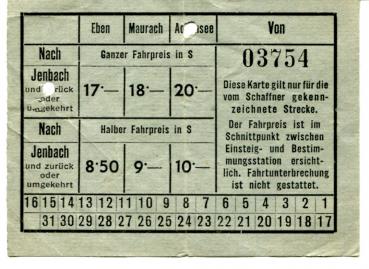 Eben Maurach Von
Nach Ganzer Fahrpreis in S 03754
Jenbach
und zurück
oder
umgekehrt
17·— 18·— 20·—
Diese Karte gilt nur für die
vom Schaffner gekenn-
zeichnete Strecke.
Nach Halber Fahrpreis in S
Jenbach
und zurück
oder
umgekehrt
8·50 9·— 10·—
Der Fahrpreis ist im
Schnittpunkt zwischen
Einsteig- und Bestim-
mungsstation ersicht-
lich. Fahrtunterbrechung
ist nicht gestattet.
16 15 14 13 12 11 10 9 8 7 6 5 4 3 2 1
31 30 29 28 27 26 25 24 23 22 21 20 19 18 17